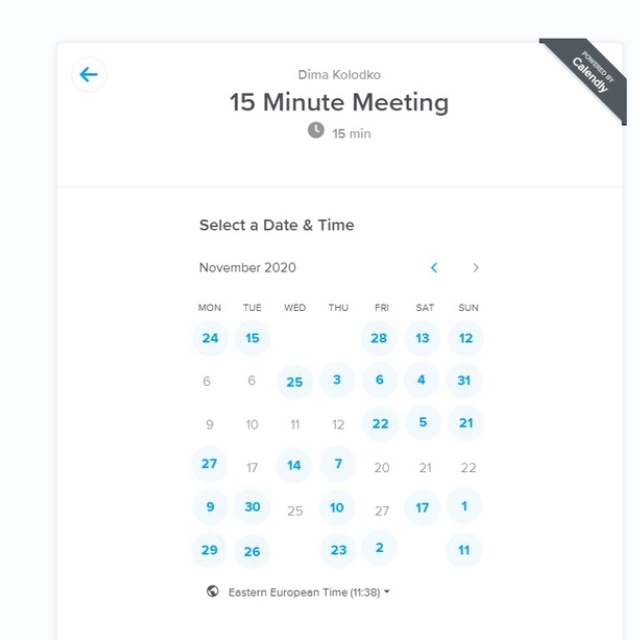 POWERED BY
Calendly
Dima Kolodko
15 Minute Meeting
15 min
Select a Date & Time
November 2020
MON TUE WED THU FRI SAT SUN
24 15 28 13 12
6 6 25 3 6 4 31
9 10 11 12 22 5 21
27 17 14 7 20 21 22
9 30 25 10 27 17 1
29 26 23 2 11
Eastern European Time (11:38)